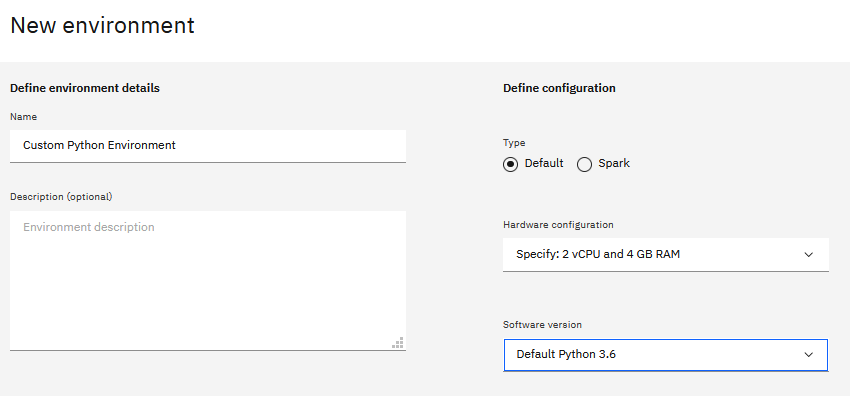 New environment
Define environment details
Name
Custom Python Environment
Description (optional)
Environment description
Define configuration
Type
Default
Spark
Hardware configuration
Specify: 2 vCPU and 4 GB RAM
Software version
Default Python 3.6